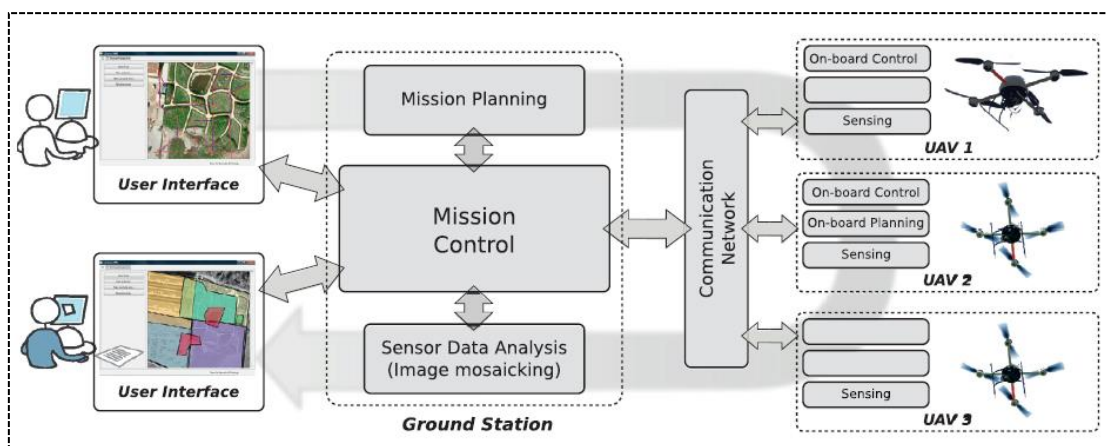 User Interface
User Interface
Mission Planning
Mission
Control
Sensor Data Analysis
(Image mosaicking)
Ground Station
Communication
Network
On-board Control
Sensing
UAV 1
On-board Control
On-board Planning
Sensing
UAV 2
Sensing
UAV 3